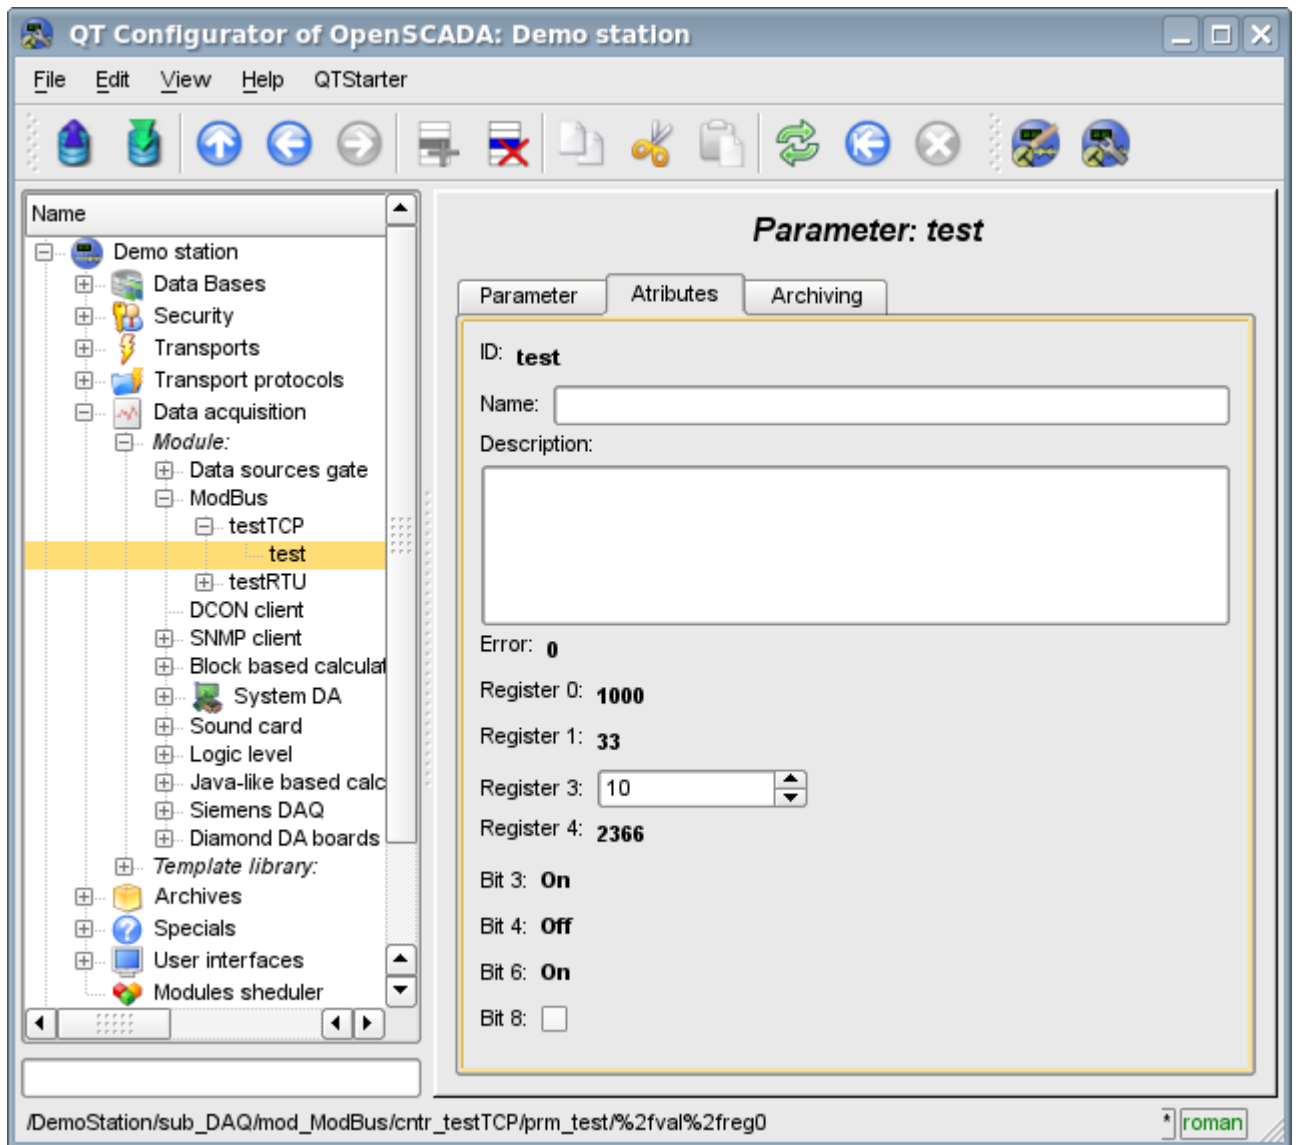 QT Configurator of OpenSCADA: Demo station
File Edit View Help QTStarter
Name
Demo station
Data Bases
Security
Transports
Transport protocols
Data acquisition
Module:
Data sources gate
ModBus
testTCP
test
testRTU
DCON client
SNMP client
Block based calculat
System DA
Sound card
Logic level
Java-like based calc
Siemens DAQ
Diamond DA boards
Template library:
Archives
Specials
User interfaces
Modules sheduler
Parameter: test
Parameter Atributes Archiving
ID: test
Name:
Description:
Error: 0
Register 0: 1000
Register 1: 33
Register 3: 10
Register 4: 2366
Bit 3: On
Bit 4: Off
Bit 6: On
Bit 8:
/DemoStation/sub_DAQ/mod_ModBus/cntr_testTCP/prm_test/%2fval%2freg0 * roman